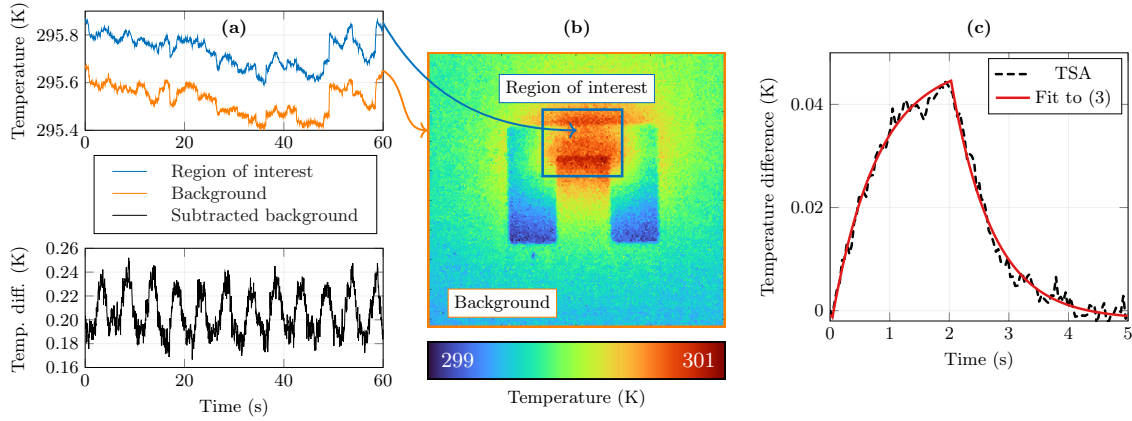 (a)
Temperature (K)
295.8
295.6
295.4
0
20
40
60
Region of interest
Background
Subtracted background
Temp. diff. (K)
0.26
0.24
0.22
0.20
0.18
0.16
0
20
40
60
Time (s)
(b)
Region of interest
Background
299
301
Temperature (K)
(c)
Temperature difference (K)
0.04
0.02
0
TSA
Fit to (3)
0
1
2
3
4
5
Time (s)